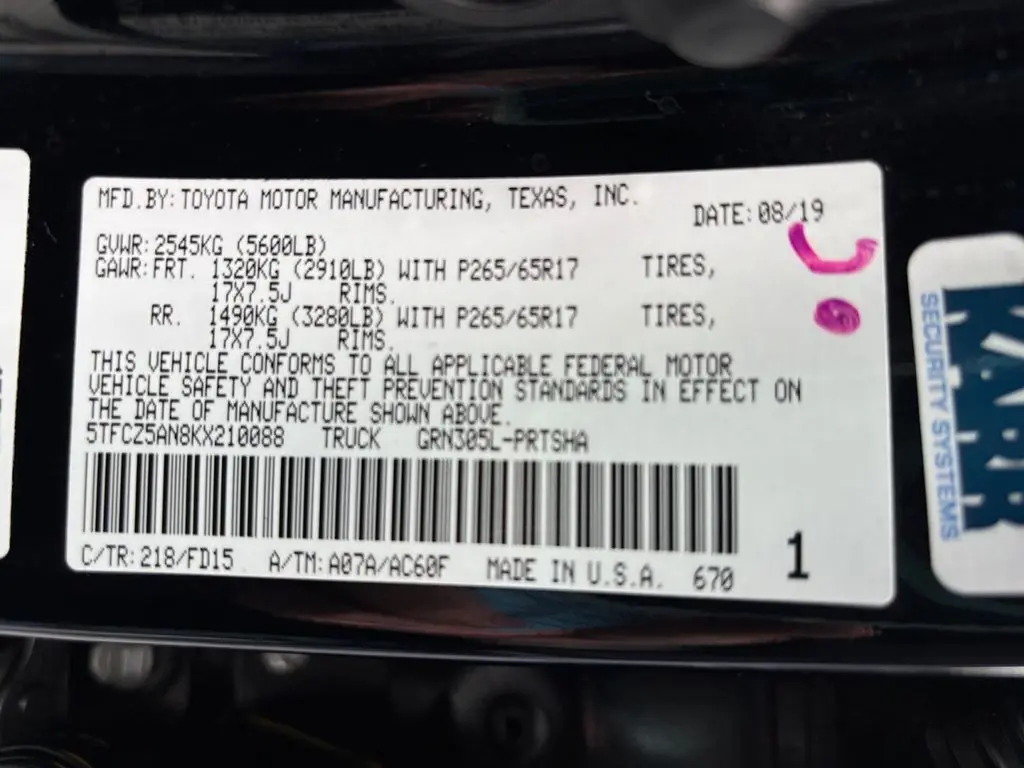 MFD.BY: TOYOTA MOTOR MANUFACTURING, TEXAS, INC.
DATE: 08/19
GVWR: 2545KG (5600LB)
GAWR: FRT. 1320KG (2910LB) WITH P265/65R17 TIRES,
17X7.5J RIMS.
RR. 1490KG (3280LB) WITH P265/65R17 TIRES,
17X7.5J RIMS.
THIS VEHICLE CONFORMS TO ALL APPLICABLE FEDERAL MOTOR
VEHICLE SAFETY AND THEFT PREVENTION STANDARDS IN EFFECT ON
THE DATE OF MANUFACTURE SHOWN ABOVE.
5TFCZ5AN8KX210088 TRUCK GRN305L-PRTSHA
C/TR: 218/FD15 A/TM: A07A/AC60F MADE IN U.S.A. 670
1
SECURITY SYSTEMS